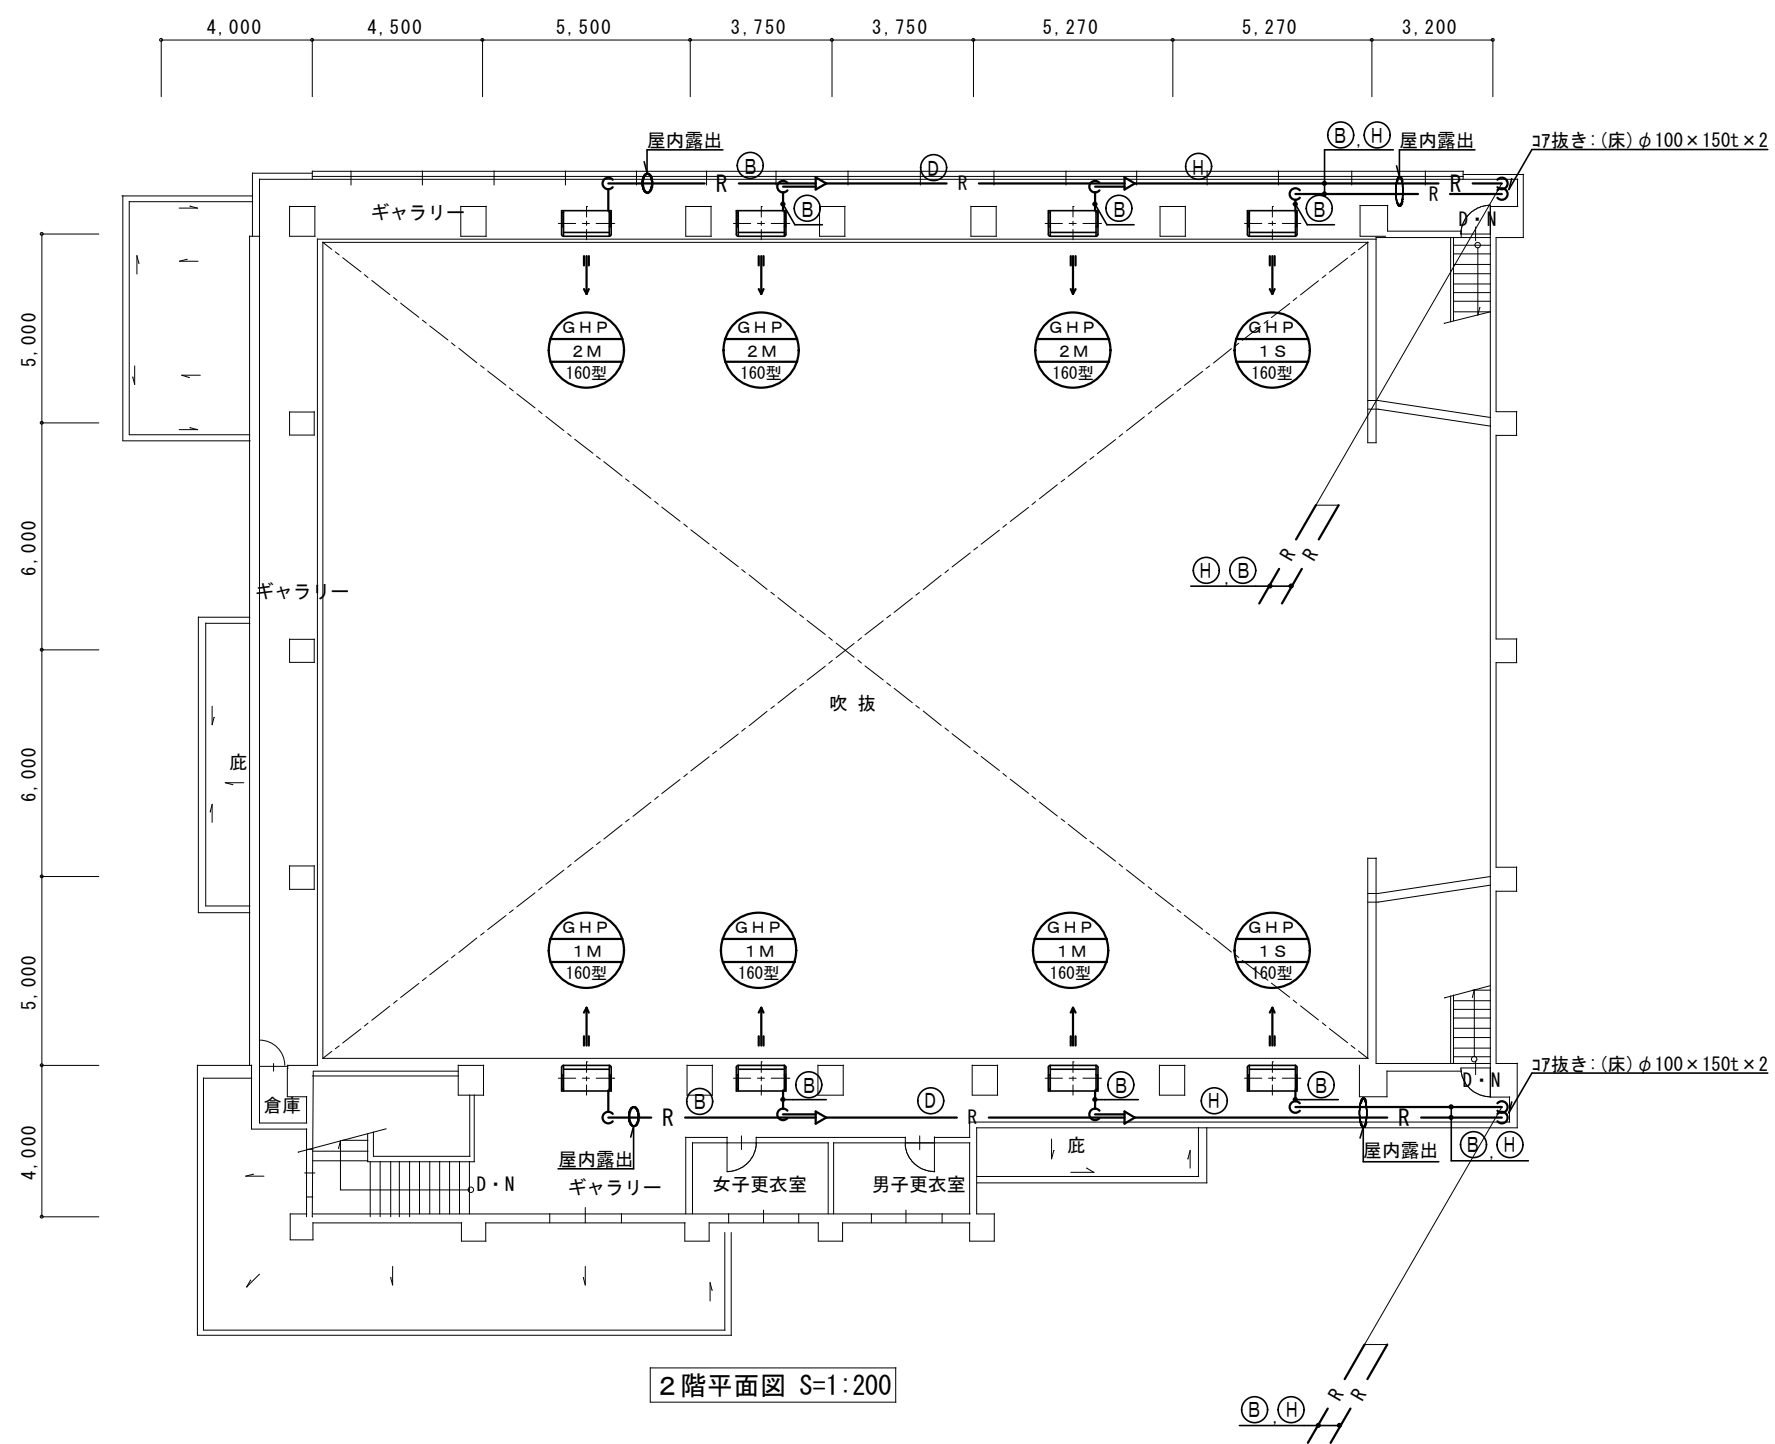 4,000 4,500 5,500 3,750 3,750 5,270 5,270 3,200
屋内露出
Ⓑ,Ⓗ
屋内露出
ｺｱ抜き:(床)φ100×150t×2
Ⓑ Ⓓ Ⓗ
R R R
R
ギャラリー
Ⓑ Ⓑ Ⓑ
D・N
5,000
GHP 2M 160型
GHP 2M 160型
GHP 2M 160型
GHP 1S 160型
6,000
R R
Ⓗ,Ⓑ
ギャラリー
吹 抜
6,000
庇
GHP 1M 160型
GHP 1M 160型
GHP 1M 160型
GHP 1S 160型
5,000
ｺｱ抜き:(床)φ100×150t×2
D・N
倉庫
Ⓑ Ⓑ Ⓓ Ⓑ Ⓗ Ⓑ
R R R
4,000
屋内露出
庇
屋内露出
Ⓑ,Ⓗ
D・N
ギャラリー
女子更衣室
男子更衣室
2階平面図 S=1:200
R R
Ⓑ,Ⓗ